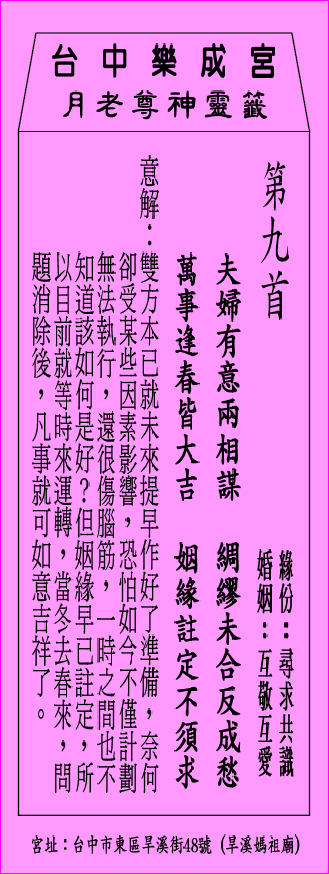 台中樂成宮
月老尊神靈籤
第九首
緣份：尋求共識
婚姻：互敬互愛
夫婦有意兩相謀　綢繆未合反成愁
萬事逢春皆大吉　姻緣註定不須求
意解：雙方本已就未來提早作好了準備，奈何
卻受某些因素影響，恐怕如今不僅計劃
無法執行，還很傷腦筋，一時之間也不
知道該如何是好？但姻緣早已註定，所
以目前就等時來運轉，當冬去春來，問
題消除後，凡事就可如意吉祥了。
宮址：台中市東區旱溪街48號（旱溪媽祖廟）